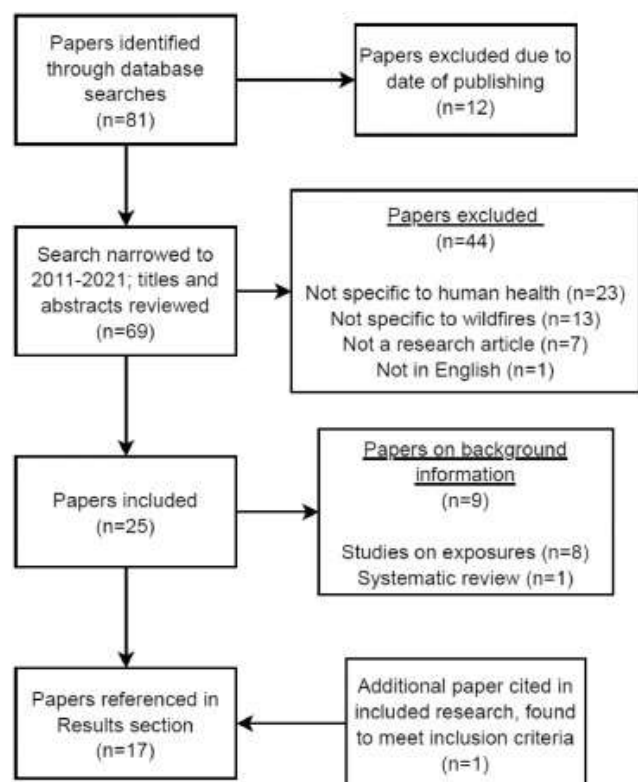 Papers identified
through database
searches
(n=81)
Papers excluded due to
date of publishing
(n=12)
Search narrowed to
2011-2021; titles and
abstracts reviewed
(n=69)
Papers excluded
(n=44)
Not specific to human health (n=23)
Not specific to wildfires (n=13)
Not a research article (n=7)
Not in English (n=1)
Papers included
(n=25)
Papers on background
information
(n=9)
Studies on exposures (n=8)
Systematic review (n=1)
Papers referenced in
Results section
(n=17)
Additional paper cited in
included research, found
to meet inclusion criteria
(n=1)